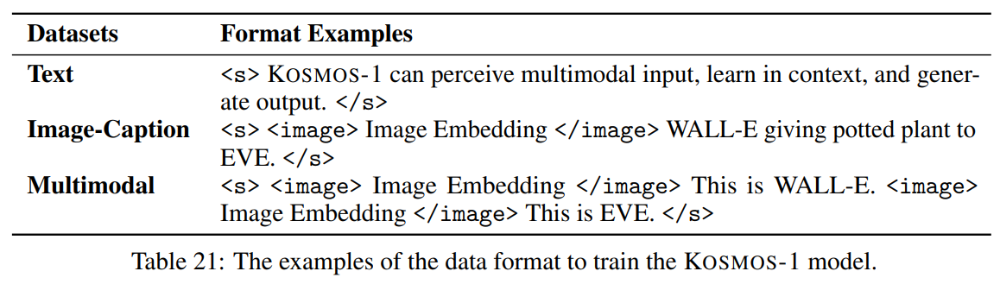 Datasets Format Examples
Text <s> KOSMOS-1 can perceive multimodal input, learn in context, and gener-
ate output. </s>
Image-Caption <s> <image> Image Embedding </image> WALL-E giving potted plant to
EVE. </s>
Multimodal <s> <image> Image Embedding </image> This is WALL-E. <image>
Image Embedding </image> This is EVE. </s>
Table 21: The examples of the data format to train the KOSMOS-1 model.